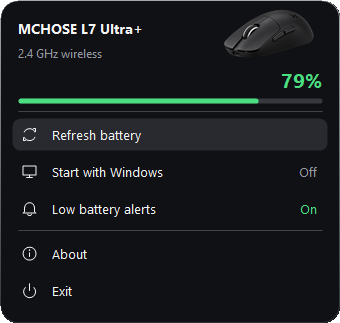 MCHOSE L7 Ultra+
2.4 GHz wireless
79%
Refresh battery
Start with Windows Off
Low battery alerts On
About
Exit